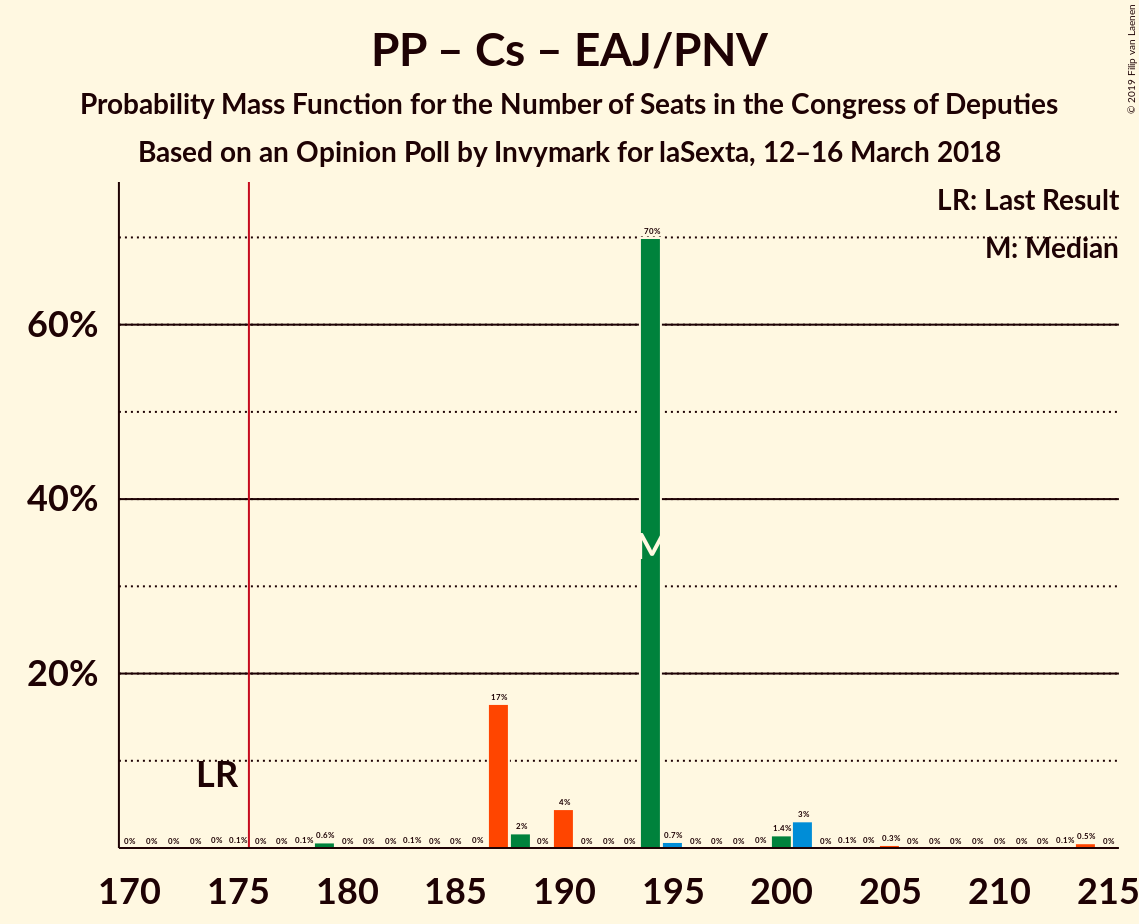 PP – Cs – EAJ/PNV
Probability Mass Function for the Number of Seats in the Congress of Deputies
Based on an Opinion Poll by Invymark for laSexta, 12–16 March 2018
© 2019 Filip van Laenen
LR: Last Result
M: Median
70%
60%
M
40%
20%
17%
LR
4%
3%
2%
1.4%
0% 0% 0% 0% 0% 0.1% 0% 0% 0.1% 0.6% 0% 0% 0% 0.1% 0% 0% 0% 0% 0% 0% 0% 0.7% 0% 0% 0% 0% 0% 0.1% 0% 0.3% 0% 0% 0% 0% 0% 0% 0% 0.1% 0.5% 0%
170 175 180 185 190 195 200 205 210 215